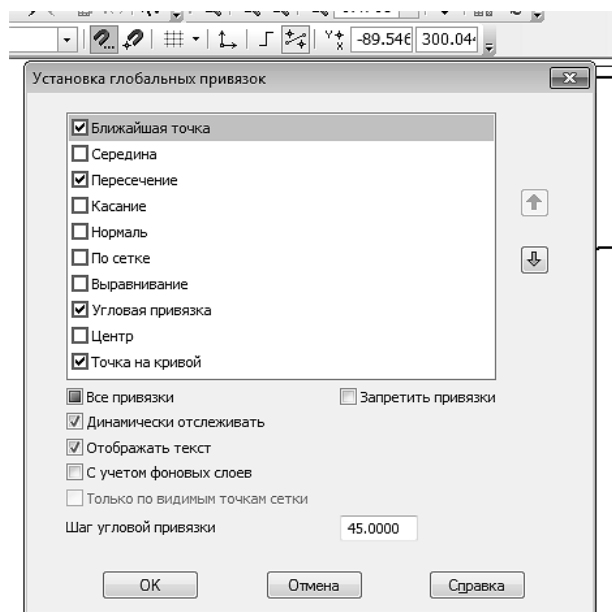 -89.546 300.04
Установка глобальных привязок
Ближайшая точка
Середина
Пересечение
Касание
Нормаль
По сетке
Выравнивание
Угловая привязка
Центр
Точка на кривой
Все привязки Запретить привязки
Динамически отслеживать
Отображать текст
С учетом фоновых слоев
Только по видимым точкам сетки
Шаг угловой привязки 45.0000
OK Отмена Справка